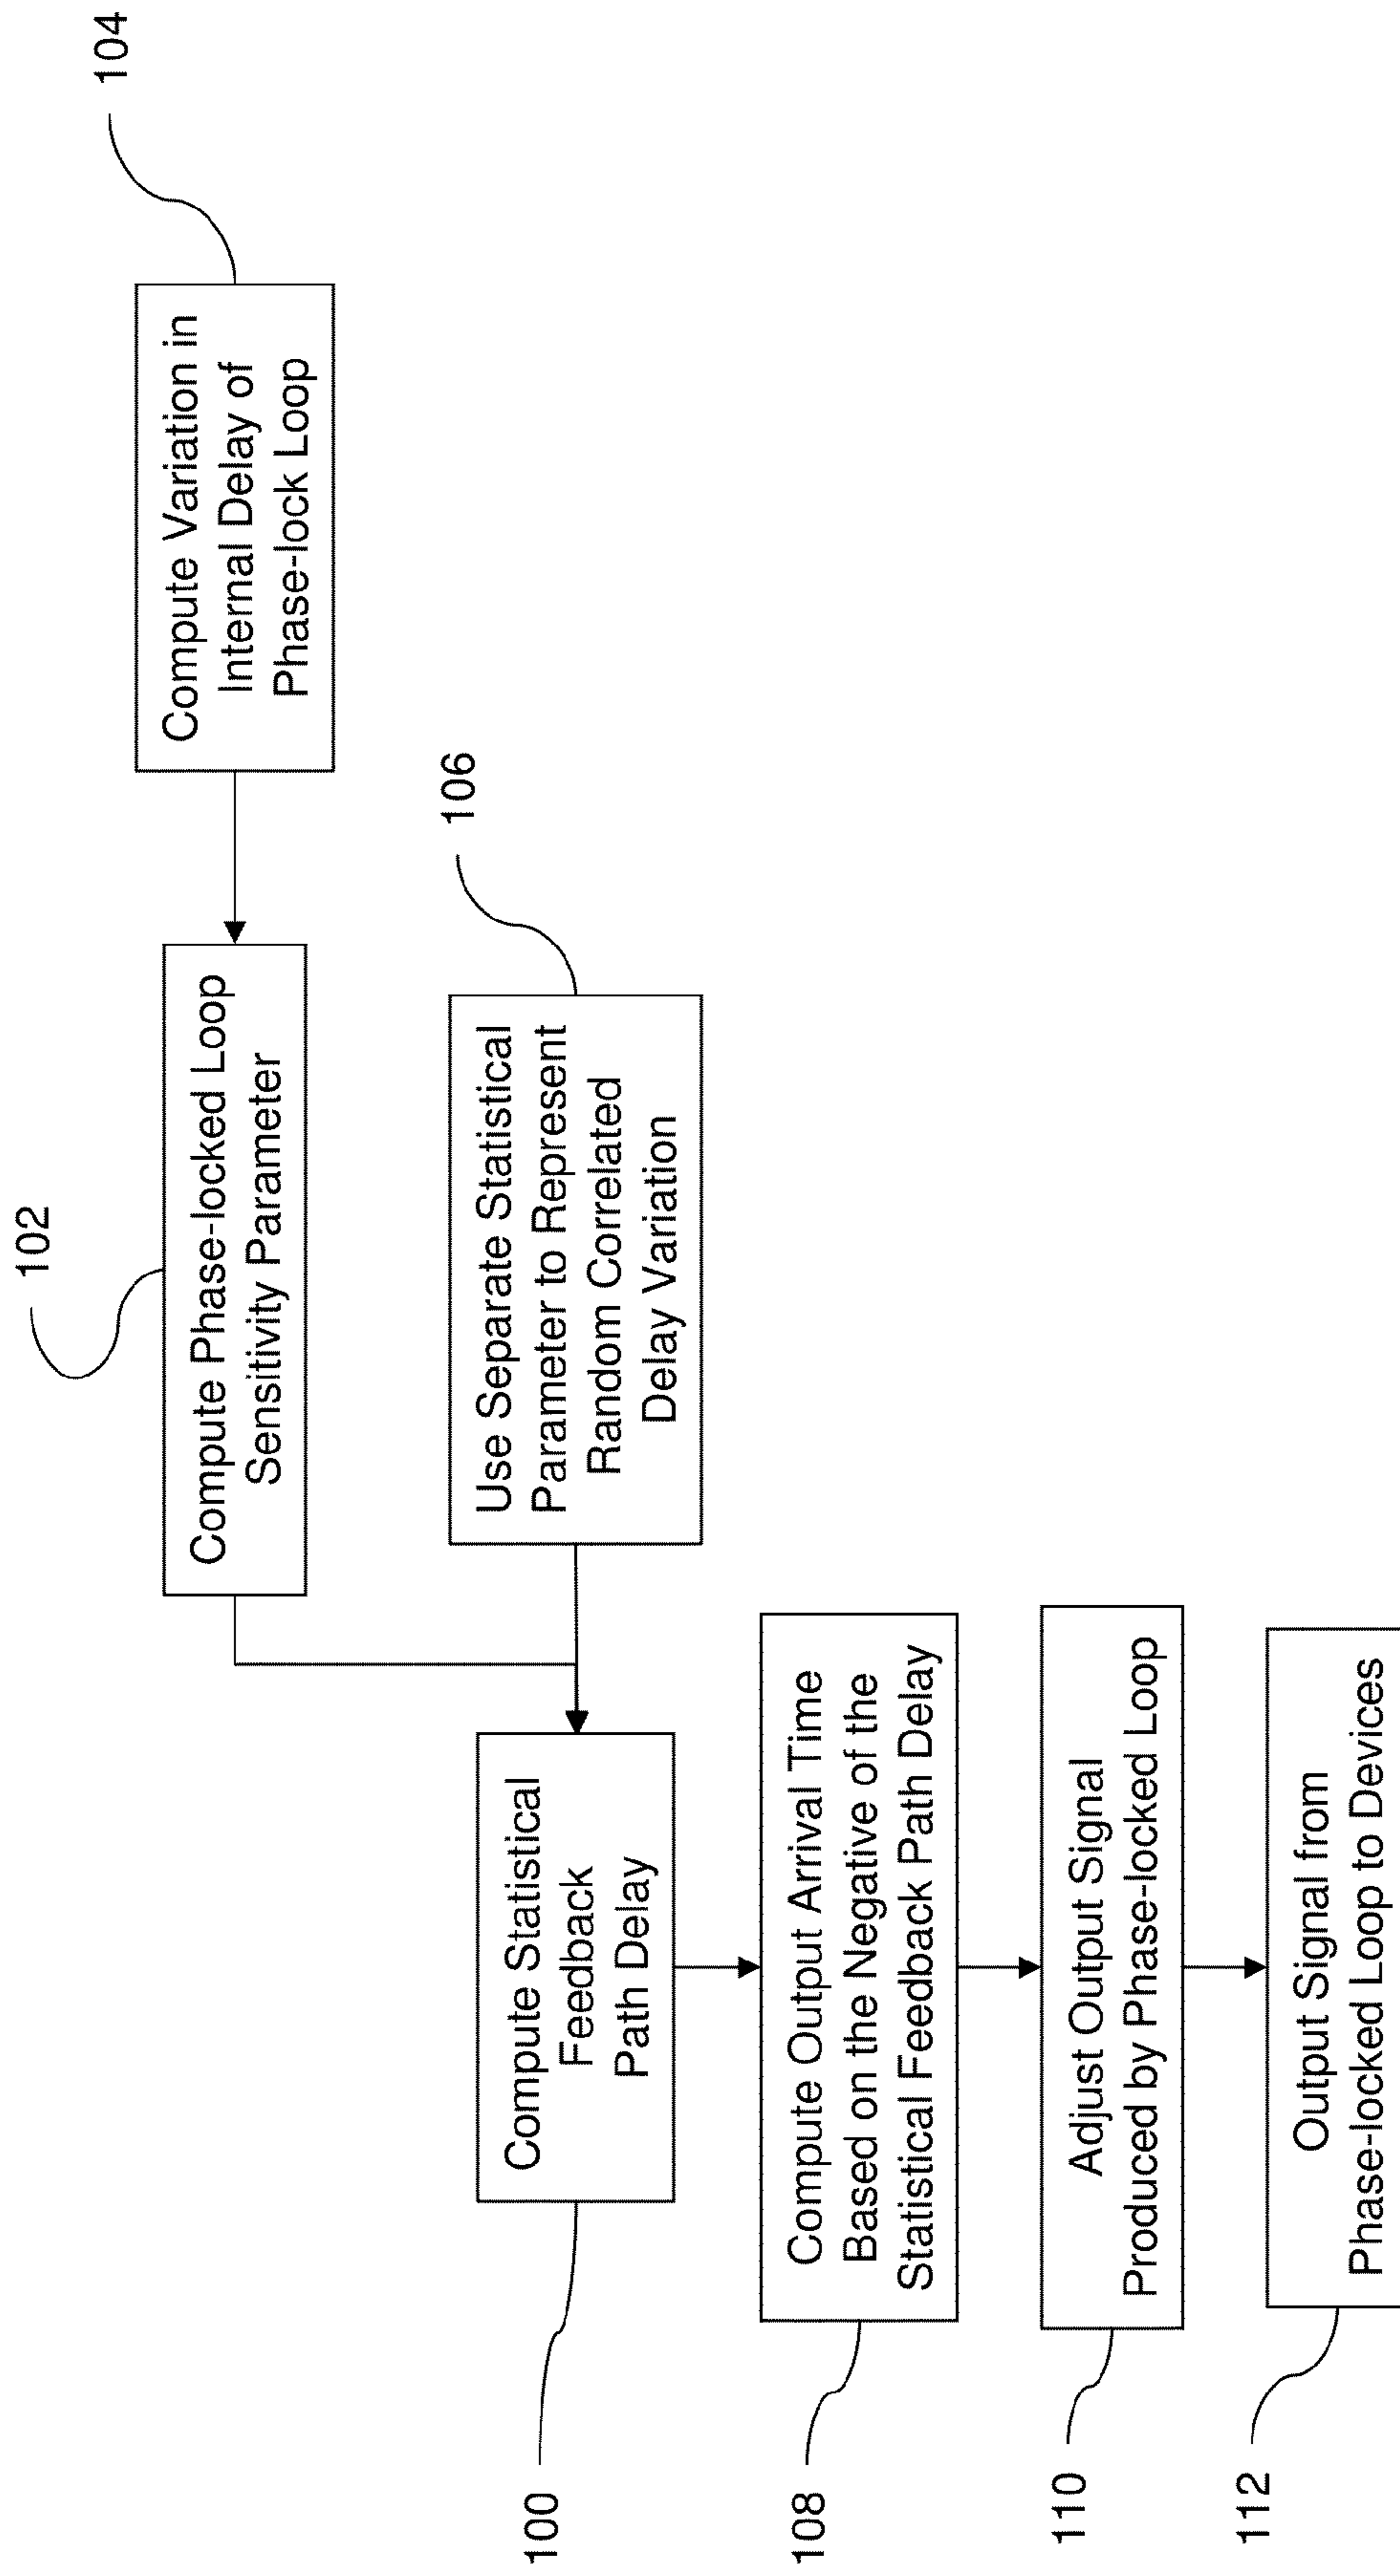 100
Compute Statistical
Feedback
Path Delay
102
Compute Phase-locked Loop
Sensitivity Parameter
104
Compute Variation in
Internal Delay of
Phase-lock Loop
106
Use Separate Statistical
Parameter to Represent
Random Correlated
Delay Variation
108
Compute Output Arrival Time
Based on the Negative of the
Statistical Feedback Path Delay
110
Adjust Output Signal
Produced by Phase-locked Loop
112
Output Signal from
Phase-locked Loop to Devices